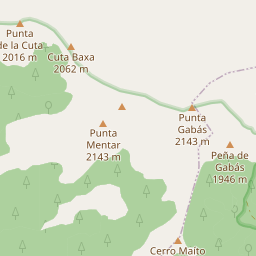 Punta
de la Cuta
2016 m
Cuta Baxa
2062 m
Punta
Mentar
2143 m
Punta
Gabás
2143 m
Peña de
Gabás
1946 m
Cerro Maito